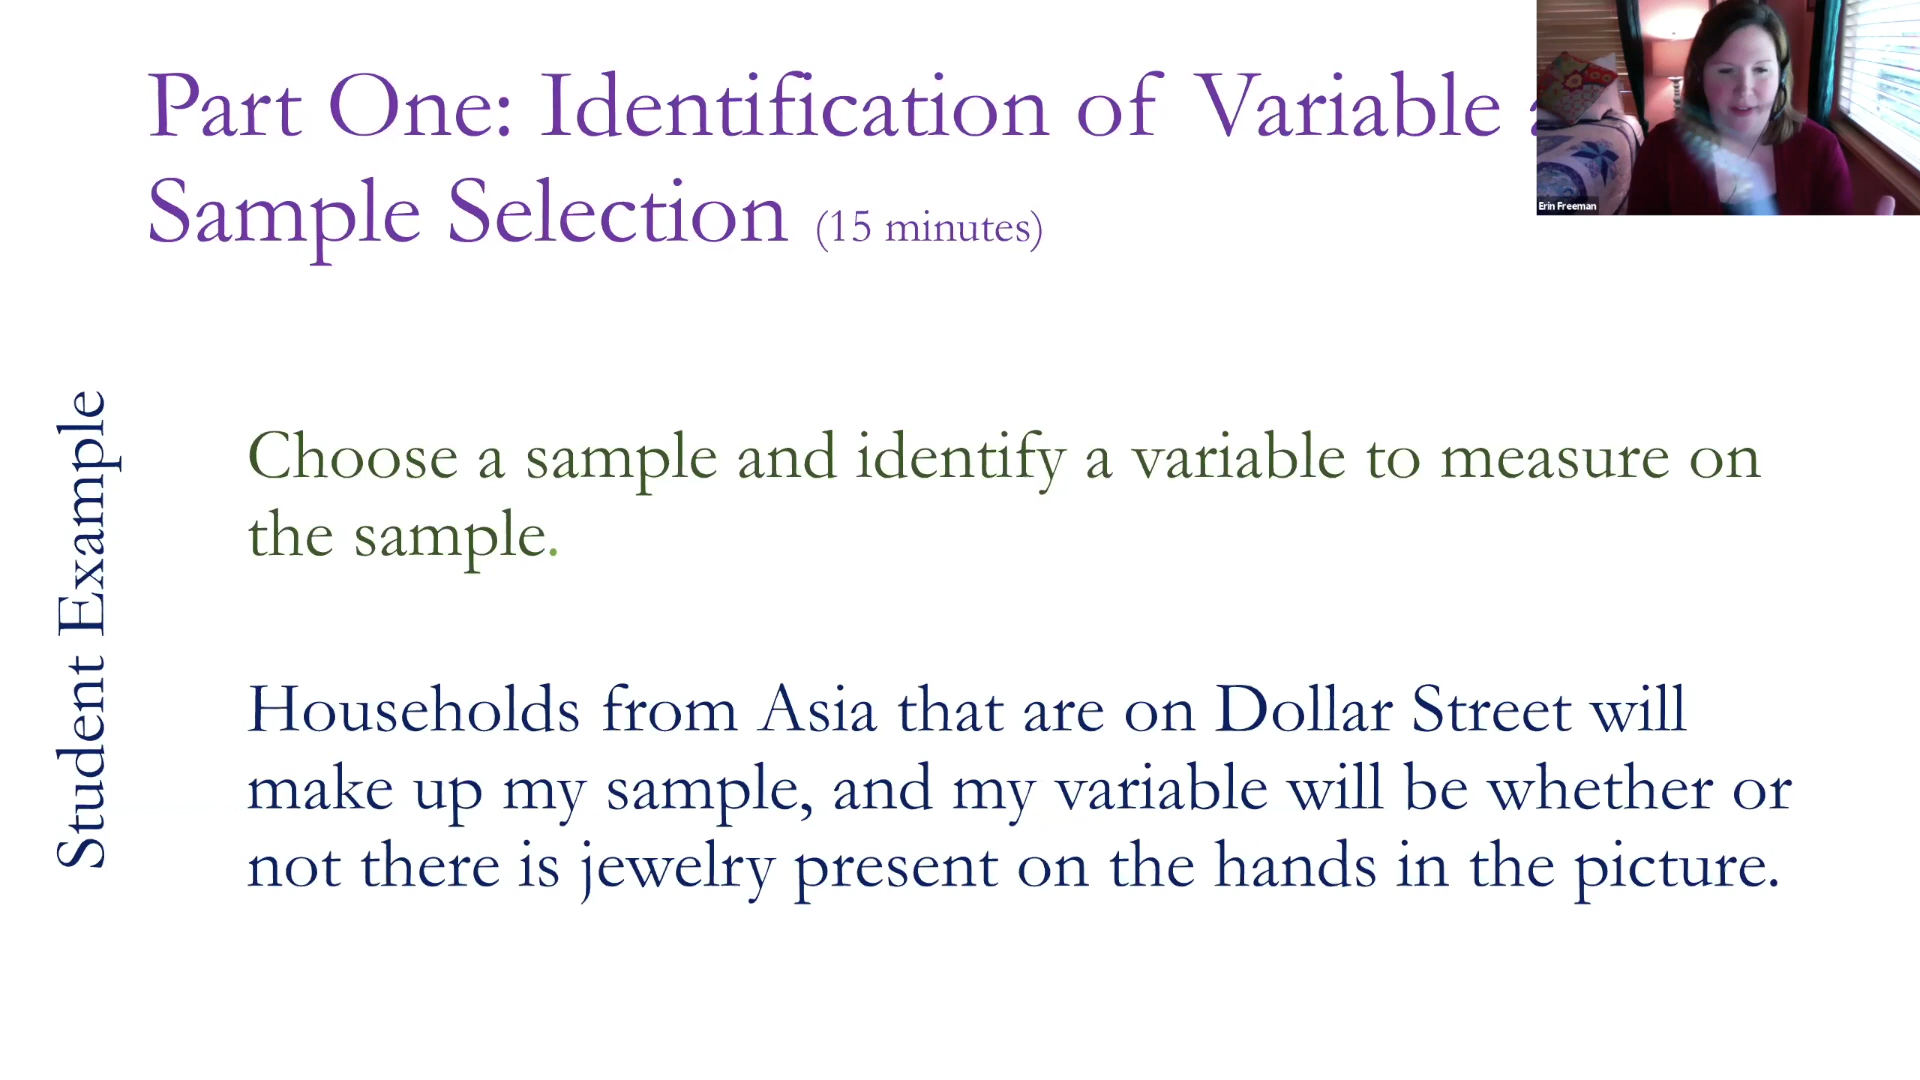 Part One: Identification of Variable
Sample Selection (15 minutes)
Erin Freeman
Student Example
Choose a sample and identify a variable to measure on
the sample.
Households from Asia that are on Dollar Street will
make up my sample, and my variable will be whether or
not there is jewelry present on the hands in the picture.